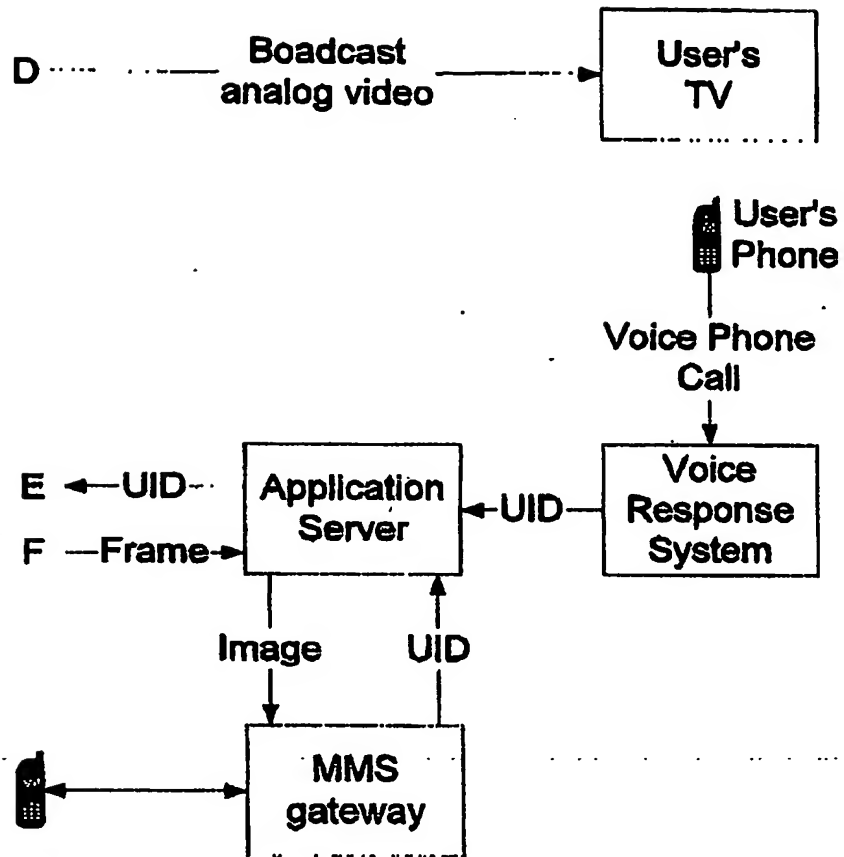 D
Boadcast
analog video
User's
TV
User's
Phone
Voice Phone
Call
E
UID
Application
Server
UID
Voice
Response
System
F
Frame
Image
UID
MMS
gateway